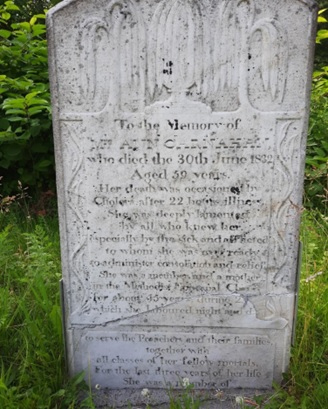 To the Memory of
who died the 30th June 1832
Aged 59 years.
Her death was occasioned by
Cholera after 22 hours illness
She was deeply lamented
by all who knew her
especially by the sick and afflicted
to whom she was ever ready
to administer consolation and relief
She was a member and a mother
in the Methodist Episcopal Church
for about 35 years during
which she laboured night and
to serve the Preachers and their families
together with
all classes of her fellow mortals,
For the last three years of her life
She was a member of